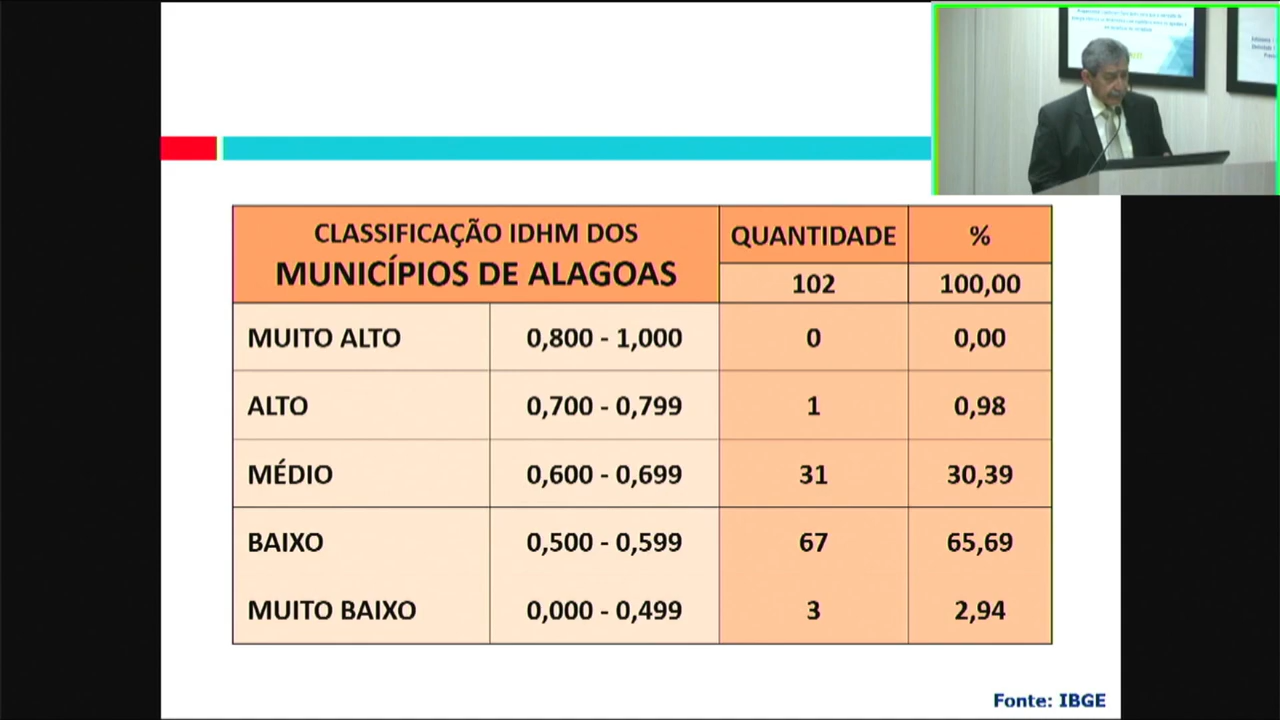 CLASSIFICAÇÃO IDHM DOS
MUNICÍPIOS DE ALAGOAS
QUANTIDADE %
102 100,00
MUITO ALTO 0,800 - 1,000 0 0,00
ALTO 0,700 - 0,799 1 0,98
MÉDIO 0,600 - 0,699 31 30,39
BAIXO 0,500 - 0,599 67 65,69
MUITO BAIXO 0,000 - 0,499 3 2,94
Fonte: IBGE